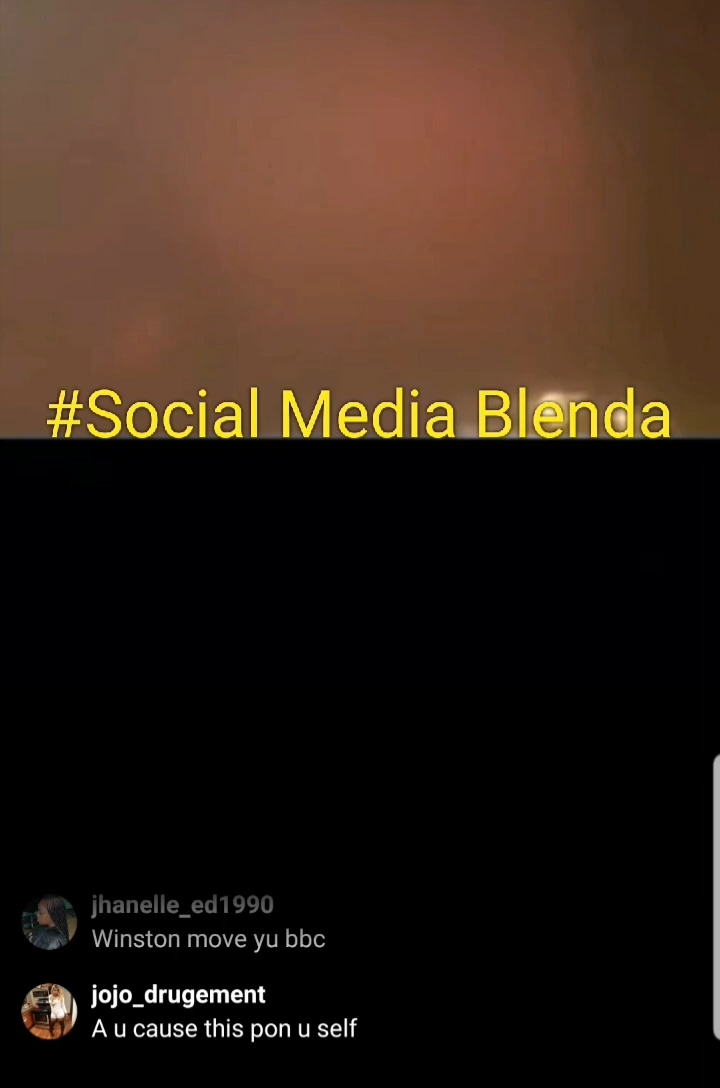 #Social Media Blenda
jhanelle_ed1990
Winston move yu bbc
jojo_drugement
A u cause this pon u self